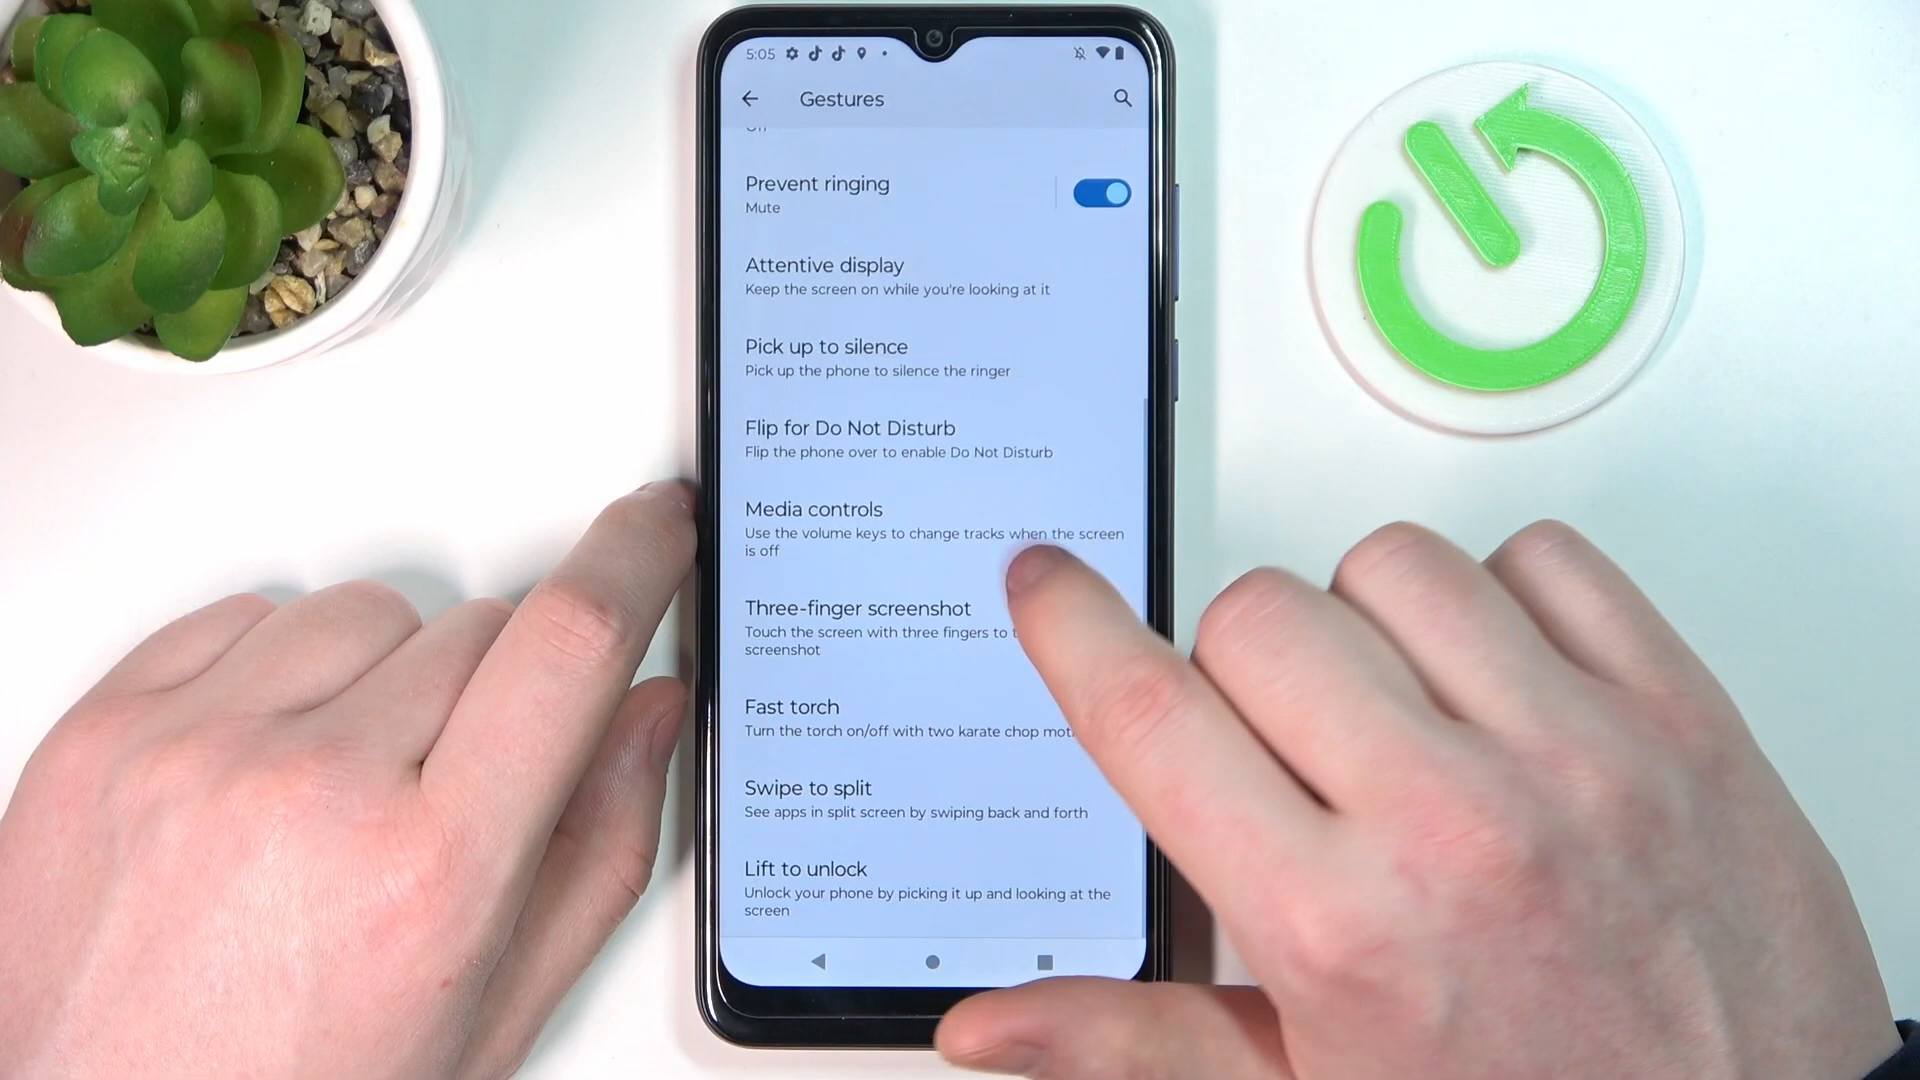 5:05
Gestures
Prevent ringing
Mute
Attentive display
Keep the screen on while you're looking at it
Pick up to silence
Pick up the phone to silence the ringer
Flip for Do Not Disturb
Flip the phone over to enable Do Not Disturb
Media controls
Use the volume keys to change tracks when the screen
is off
Three-finger screenshot
Touch the screen with three fingers to
screenshot
Fast torch
Turn the torch on/off with two karate chop
Swipe to split
See apps in split screen by swiping back and forth
Lift to unlock
Unlock your phone by picking it up and looking at the
screen